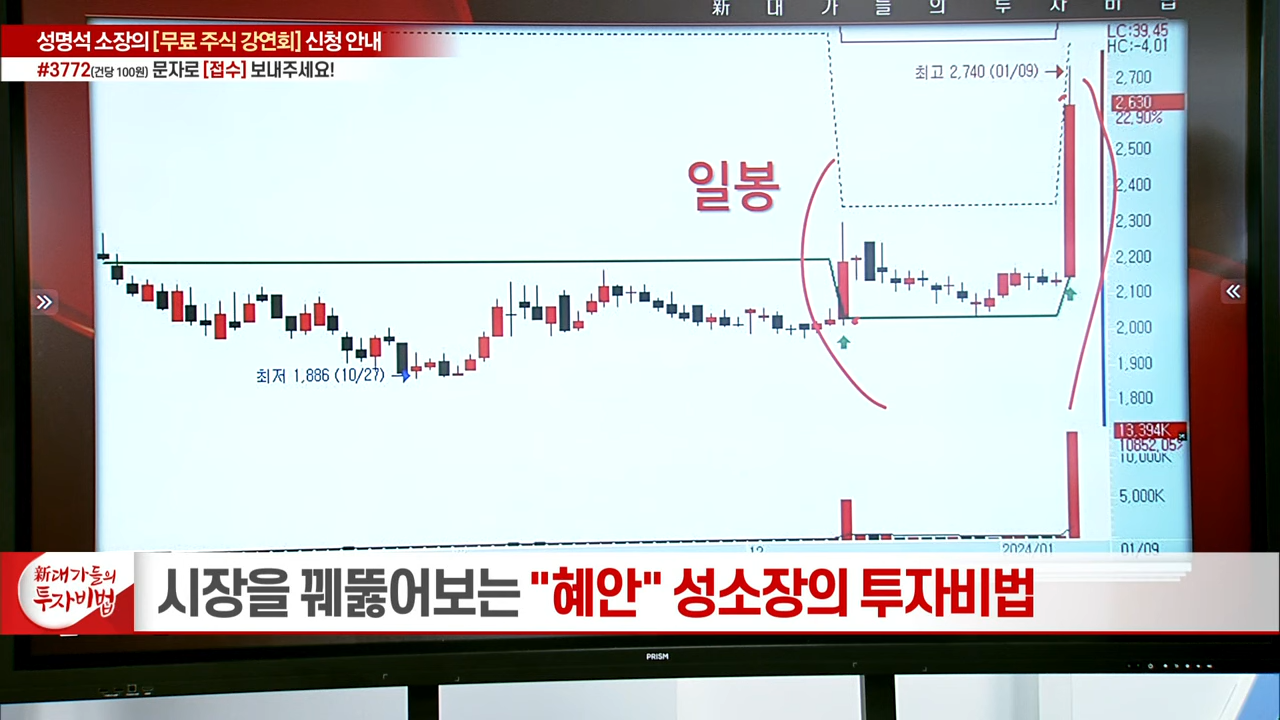 新 대 가 들 의 투 자 비 법
성명석 소장의 [무료 주식 강연회] 신청 안내
#3772(건당 100원) 문자로 [접수] 보내주세요!
LC:39.45
HC:-4.01
최고 2,740 (01/09)
2,700
2,630
22.90%
2,500
2,400
2,300
2,200
2,100
2,000
1,900
1,800
일봉
최저 1,886 (10/27)
13,394K
10852.05%
10,000K
5,000K
12
2024/01
01/09
新대가들의
투자비법
시장을 꿰뚫어보는 "혜안" 성소장의 투자비법
PRISM